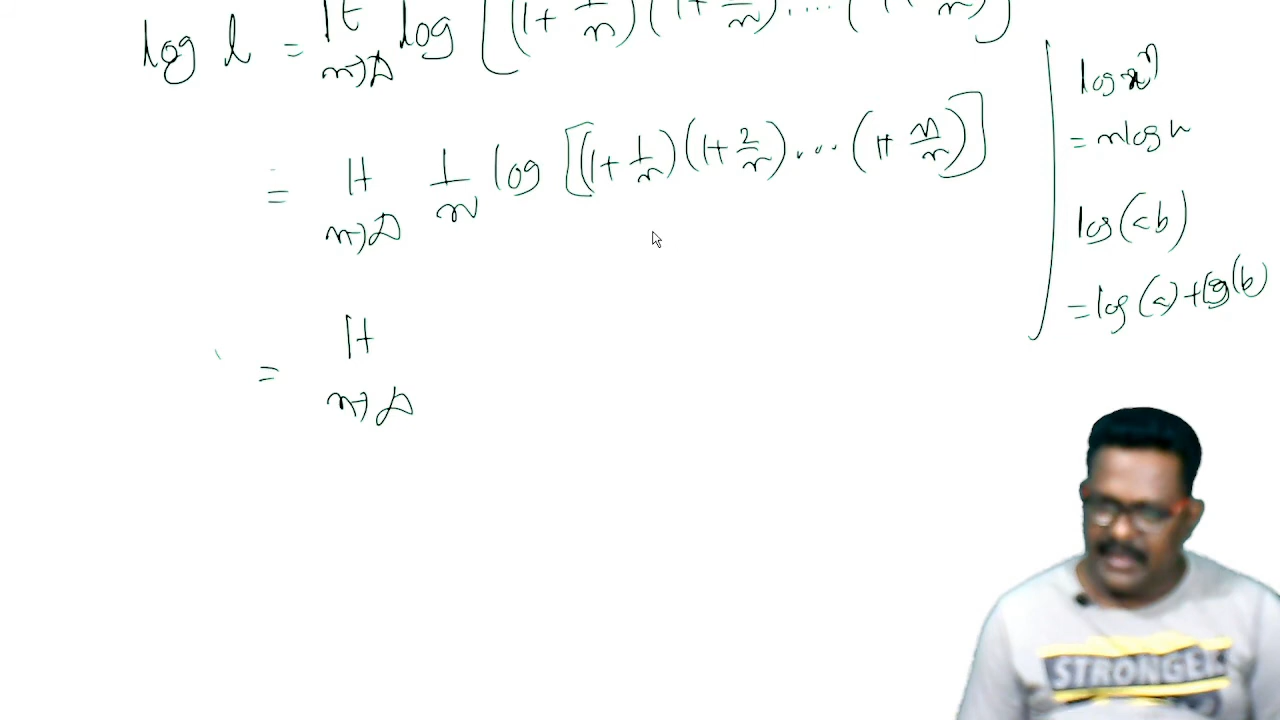 log l = lt n→∞ log [(1+ 1/n)(1+ /n).... (1+ /n)]
= lt n→∞ 1/n log [(1+ 1/n)(1+ 2/n)... (1+ n/n)]
= lt n→∞
log xⁿ
= n log x
log(ab)
= log(a)+log(b)
STRONGER